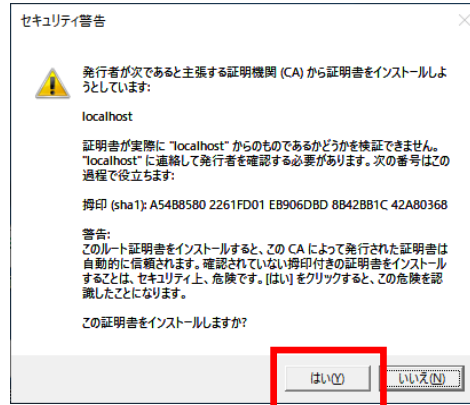 セキュリティ警告
発行者が次であると主張する証明機関 (CA) から証明書をインストールしよ
うとしています:
localhost
証明書が実際に "localhost" からのものであるかどうかを検証できません。
"localhost" に連絡して発行者を確認する必要があります。次の番号はこの
過程で役立ちます:
拇印 (sha1): A54B8580 2261FD01 EB906DBD 8B42BB1C 42A80368
警告:
このルート証明書をインストールすると、この CA によって発行された証明書は
自動的に信頼されます。確認されていない拇印付きの証明書をインストール
することは、セキュリティ上、危険です。[はい] をクリックすると、この危険を認
識したことになります。
この証明書をインストールしますか?
はい(Y)
いいえ(N)